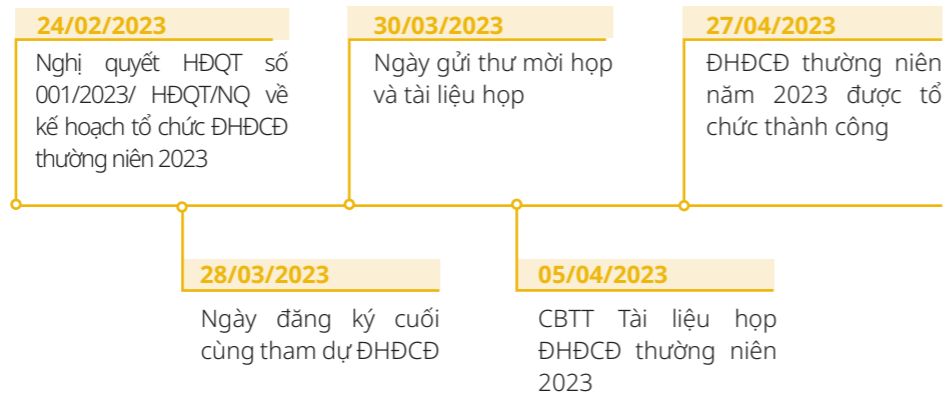 24/02/2023
Nghị quyết HĐQT số
001/2023/ HĐQT/NQ về
kế hoạch tổ chức ĐHĐCĐ
thường niên 2023
28/03/2023
Ngày đăng ký cuối
cùng tham dự ĐHĐCĐ
30/03/2023
Ngày gửi thư mời họp
và tài liệu họp
05/04/2023
CBTT Tài liệu họp
ĐHĐCĐ thường niên
2023
27/04/2023
ĐHĐCĐ thường niên
năm 2023 được tổ
chức thành công